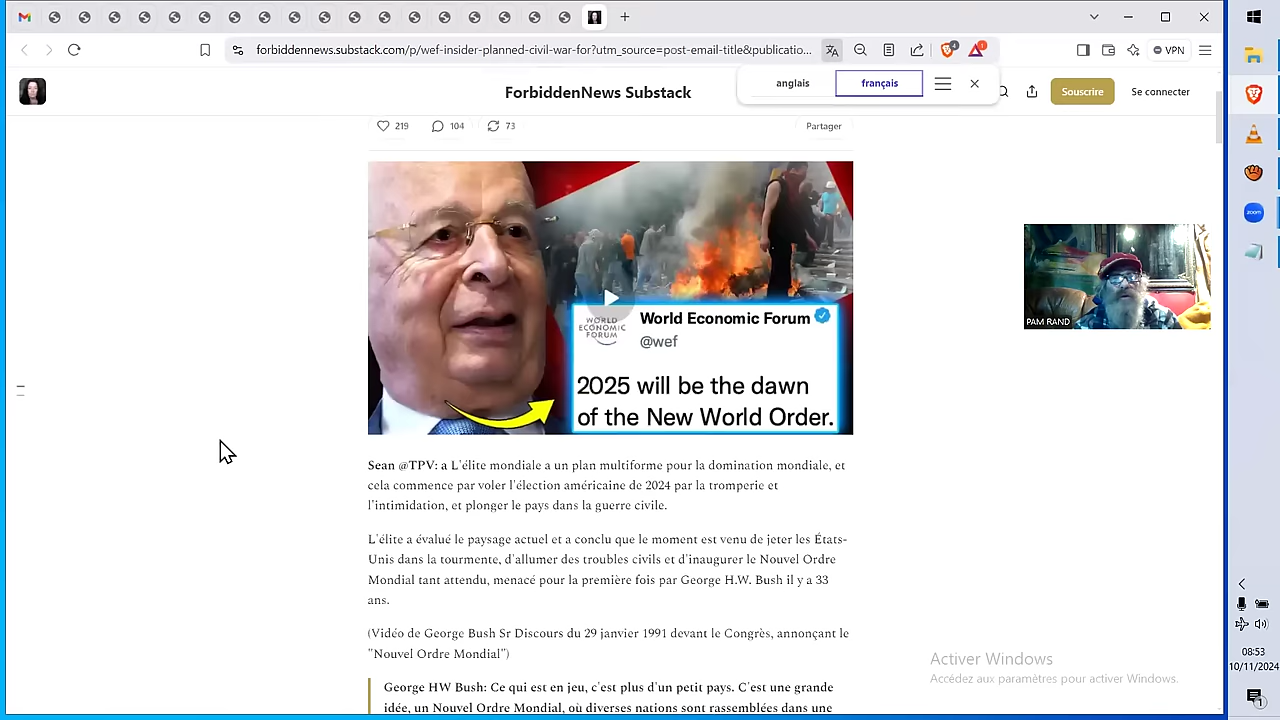 forbiddennews.substack.com/p/wef-insider-planned-civil-war-for?utm_source=post-email-title&publicatio...
4
1
VPN
anglais
français
ForbiddenNews Substack
Souscrire
Se connecter
219
104
73
Partager
WORLD
ECONOMIC
FORUM
World Economic Forum
@wef
2025 will be the dawn
of the New World Order.
zoom
PAM RAND
Sean @TPV: a L'élite mondiale a un plan multiforme pour la domination mondiale, et
cela commence par voler l'élection américaine de 2024 par la tromperie et
l'intimidation, et plonger le pays dans la guerre civile.
L'élite a évalué le paysage actuel et a conclu que le moment est venu de jeter les États-
Unis dans la tourmente, d'allumer des troubles civils et d'inaugurer le Nouvel Ordre
Mondial tant attendu, menacé pour la première fois par George H.W. Bush il y a 33
ans.
(Vidéo de George Bush Sr Discours du 29 janvier 1991 devant le Congrès, annonçant le
"Nouvel Ordre Mondial")
George HW Bush: Ce qui est en jeu, c'est plus d'un petit pays. C'est une grande
idée, un Nouvel Ordre Mondial, où diverses nations sont rassemblées dans une
Activer Windows
Accédez aux paramètres pour activer Windows.
08:53
10/11/2024
1